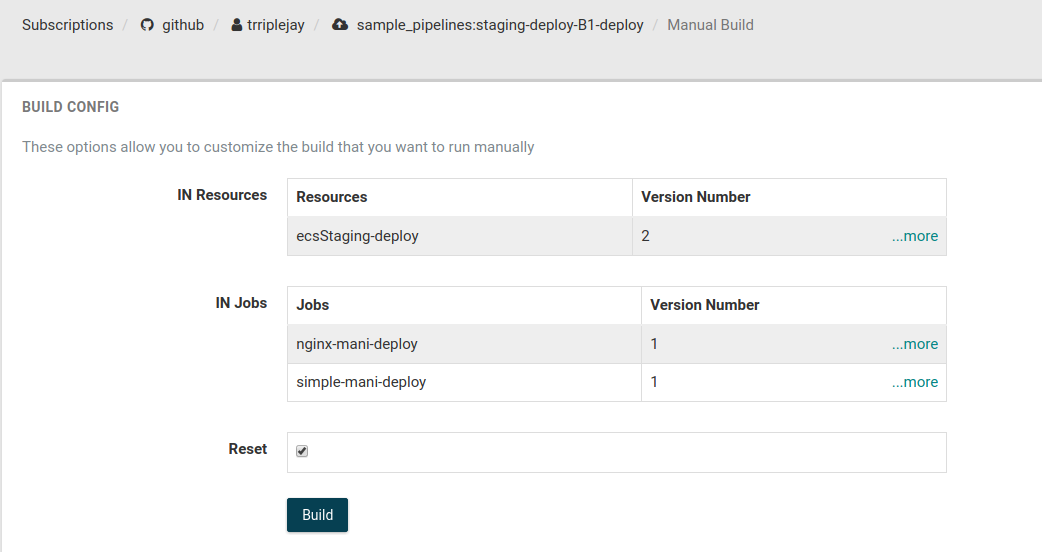 Subscriptions / github / trriplejay / sample_pipelines:staging-deploy-B1-deploy / Manual Build
BUILD CONFIG
These options allow you to customize the build that you want to run manually
IN Resources
Resources Version Number
ecsStaging-deploy 2 ...more
IN Jobs
Jobs Version Number
nginx-mani-deploy 1 ...more
simple-mani-deploy 1 ...more
Reset
Build